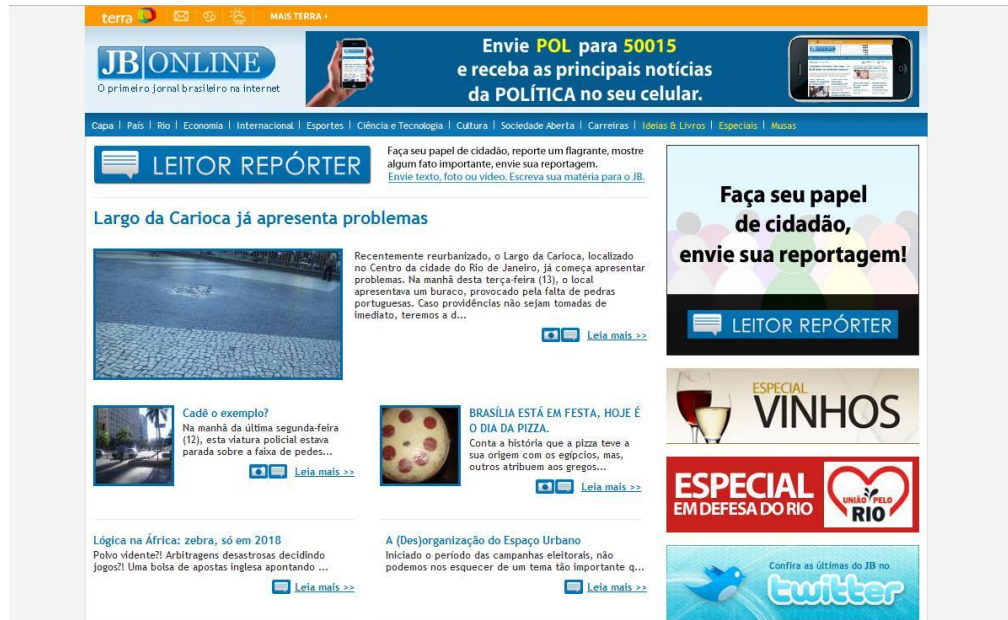 terra
MAIS TERRA
JB ONLINE
O primeiro jornal brasileiro na internet
Envie POL para 50015
e receba as principais notícias
da POLÍTICA no seu celular.
Capa | País | Rio | Economia | Internacional | Esportes | Ciência e Tecnologia | Cultura | Sociedade Aberta | Carreiras | Ideias & Livros | Especiais | Musas
LEITOR REPÓRTER
Faça seu papel de cidadão, reporte um flagrante, mostre
algum fato importante, envie sua reportagem.
Envie texto, foto ou vídeo. Escreva sua matéria para o JB.
Largo da Carioca já apresenta problemas
Recentemente reurbanizado, o Largo da Carioca, localizado
no Centro da cidade do Rio de Janeiro, já começa apresentar
problemas. Na manhã desta terça-feira (13), o local
apresentava um buraco, provocado pela falta de pedras
portuguesas. Caso providências não sejam tomadas de
imediato, teremos a d...
Leia mais >>
Cadê o exemplo?
Na manhã da última segunda-feira
(12), esta viatura policial estava
parada sobre a faixa de pedes...
Leia mais >>
BRASÍLIA ESTÁ EM FESTA, HOJE É
O DIA DA PIZZA.
Conta a história que a pizza teve a
sua origem com os egípcios, mas,
outros atribuem aos gregos...
Leia mais >>
Lógica na África: zebra, só em 2018
Polvo vidente?! Arbitragens desastrosas decidindo
jogos?! Uma bolsa de apostas inglesa apontando ...
Leia mais >>
A (Des)organização do Espaço Urbano
Iniciado o período das campanhas eleitorais, não
podemos nos esquecer de um tema tão importante q...
Leia mais >>
Faça seu papel
de cidadão,
envie sua reportagem!
LEITOR REPÓRTER
ESPECIAL
VINHOS
ESPECIAL
EM DEFESA DO RIO
UNIÃO PELO
RIO
Confira as últimas do JB no
twitter